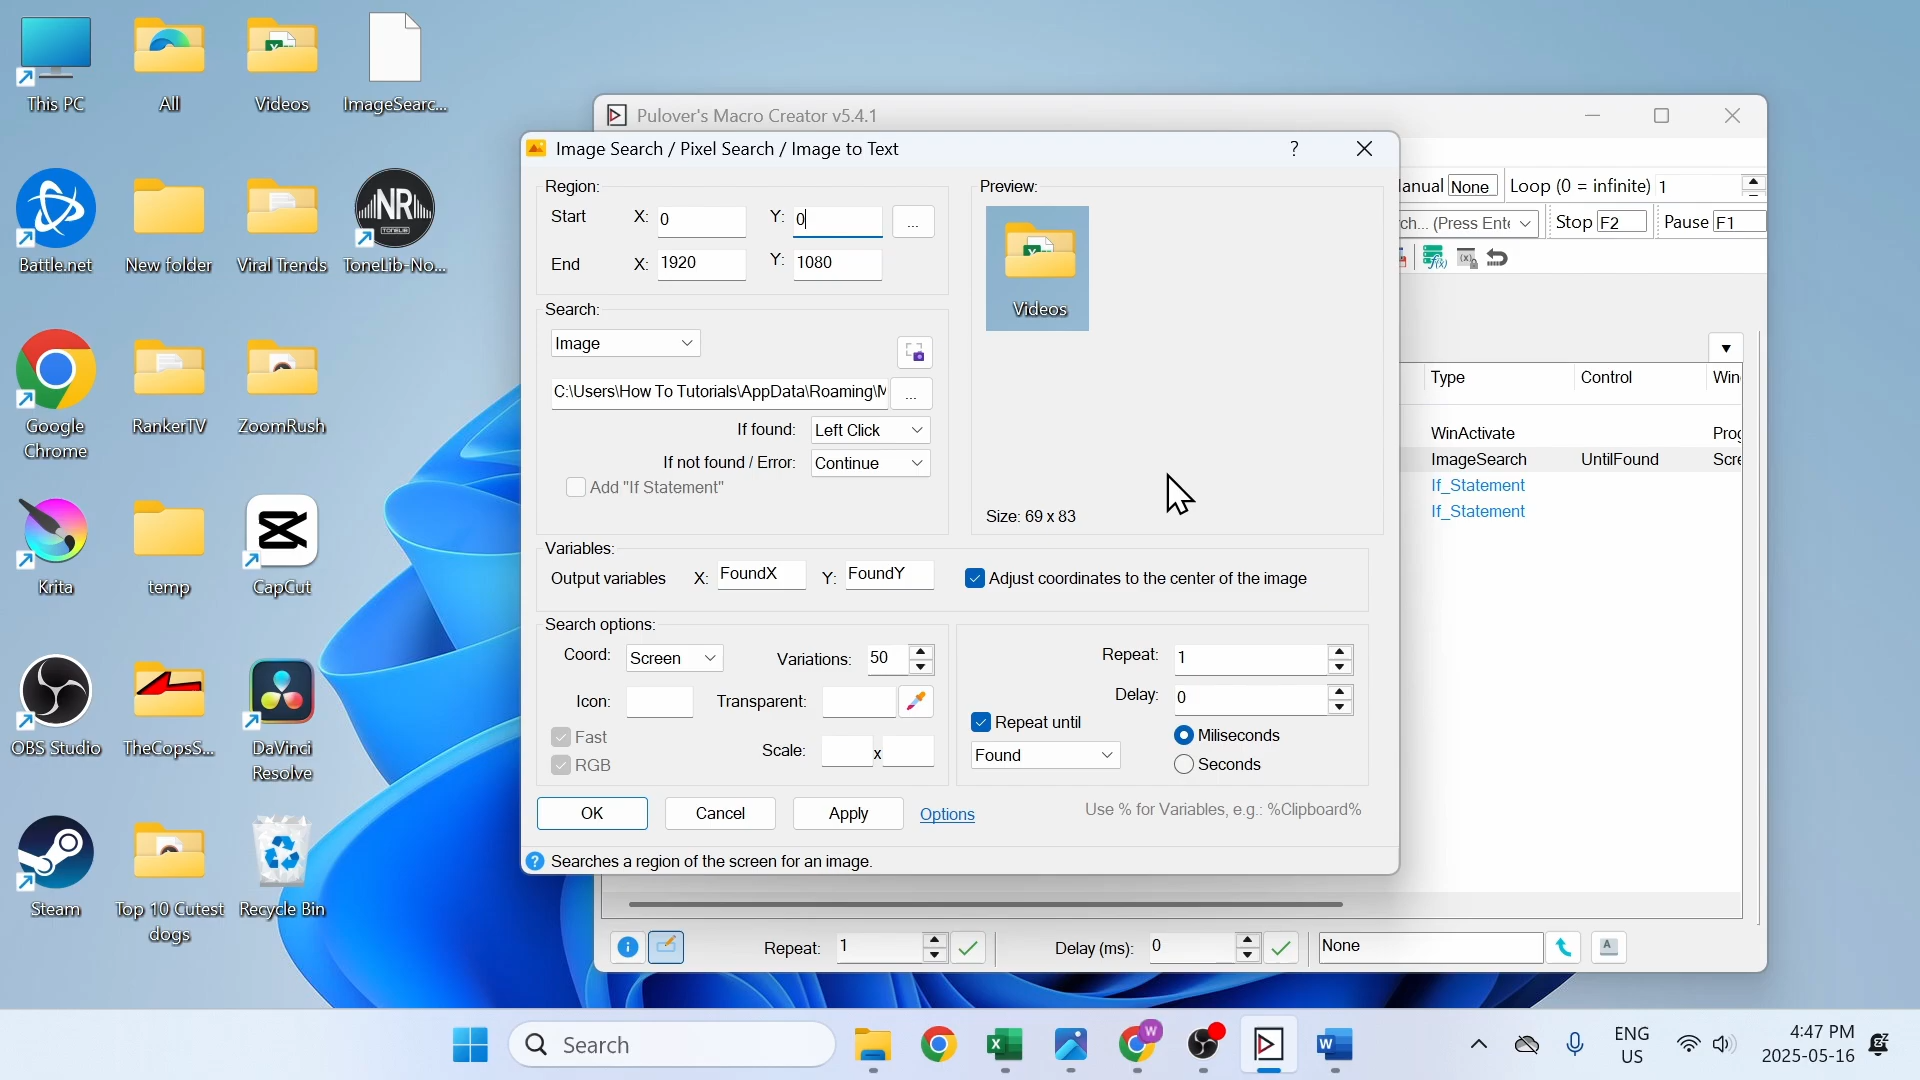 This PC
All
Videos
ImageSearc...
Battle.net
New folder
Viral Trends
ToneLib-No...
NR
TONELIB
Google
Chrome
RankerTV
ZoomRush
Krita
temp
CapCut
OBS Studio
TheCopsS...
DaVinci
Resolve
Steam
Top 10 Cutest
dogs
Recycle Bin
Pulover's Macro Creator v5.4.1
Image Search / Pixel Search / Image to Text
?
Region:
Start X: 0 Y: 0 ...
End X: 1920 Y: 1080
Search:
Image
C:\Users\How To Tutorials\AppData\Roaming\M ...
If found: Left Click
If not found / Error: Continue
Add "If Statement"
Preview:
Videos
Size: 69 x 83
Variables:
Output variables X: FoundX Y: FoundY Adjust coordinates to the center of the image
Search options:
Coord: Screen Variations: 50
Icon: Transparent:
Fast
RGB
Scale: x
Repeat: 1
Delay: 0
Repeat until
Found
Miliseconds
Seconds
OK Cancel Apply Options
Use % for Variables, e.g.: %Clipboard%
? Searches a region of the screen for an image.
anual None Loop (0 = infinite) 1
ch... (Press Ente Stop F2 Pause F1
Type Control Win
WinActivate Prog
ImageSearch UntilFound Scre
If_Statement
If_Statement
Repeat: 1 Delay (ms): 0 None A
Search
W
ENG
US
4:47 PM
2025-05-16